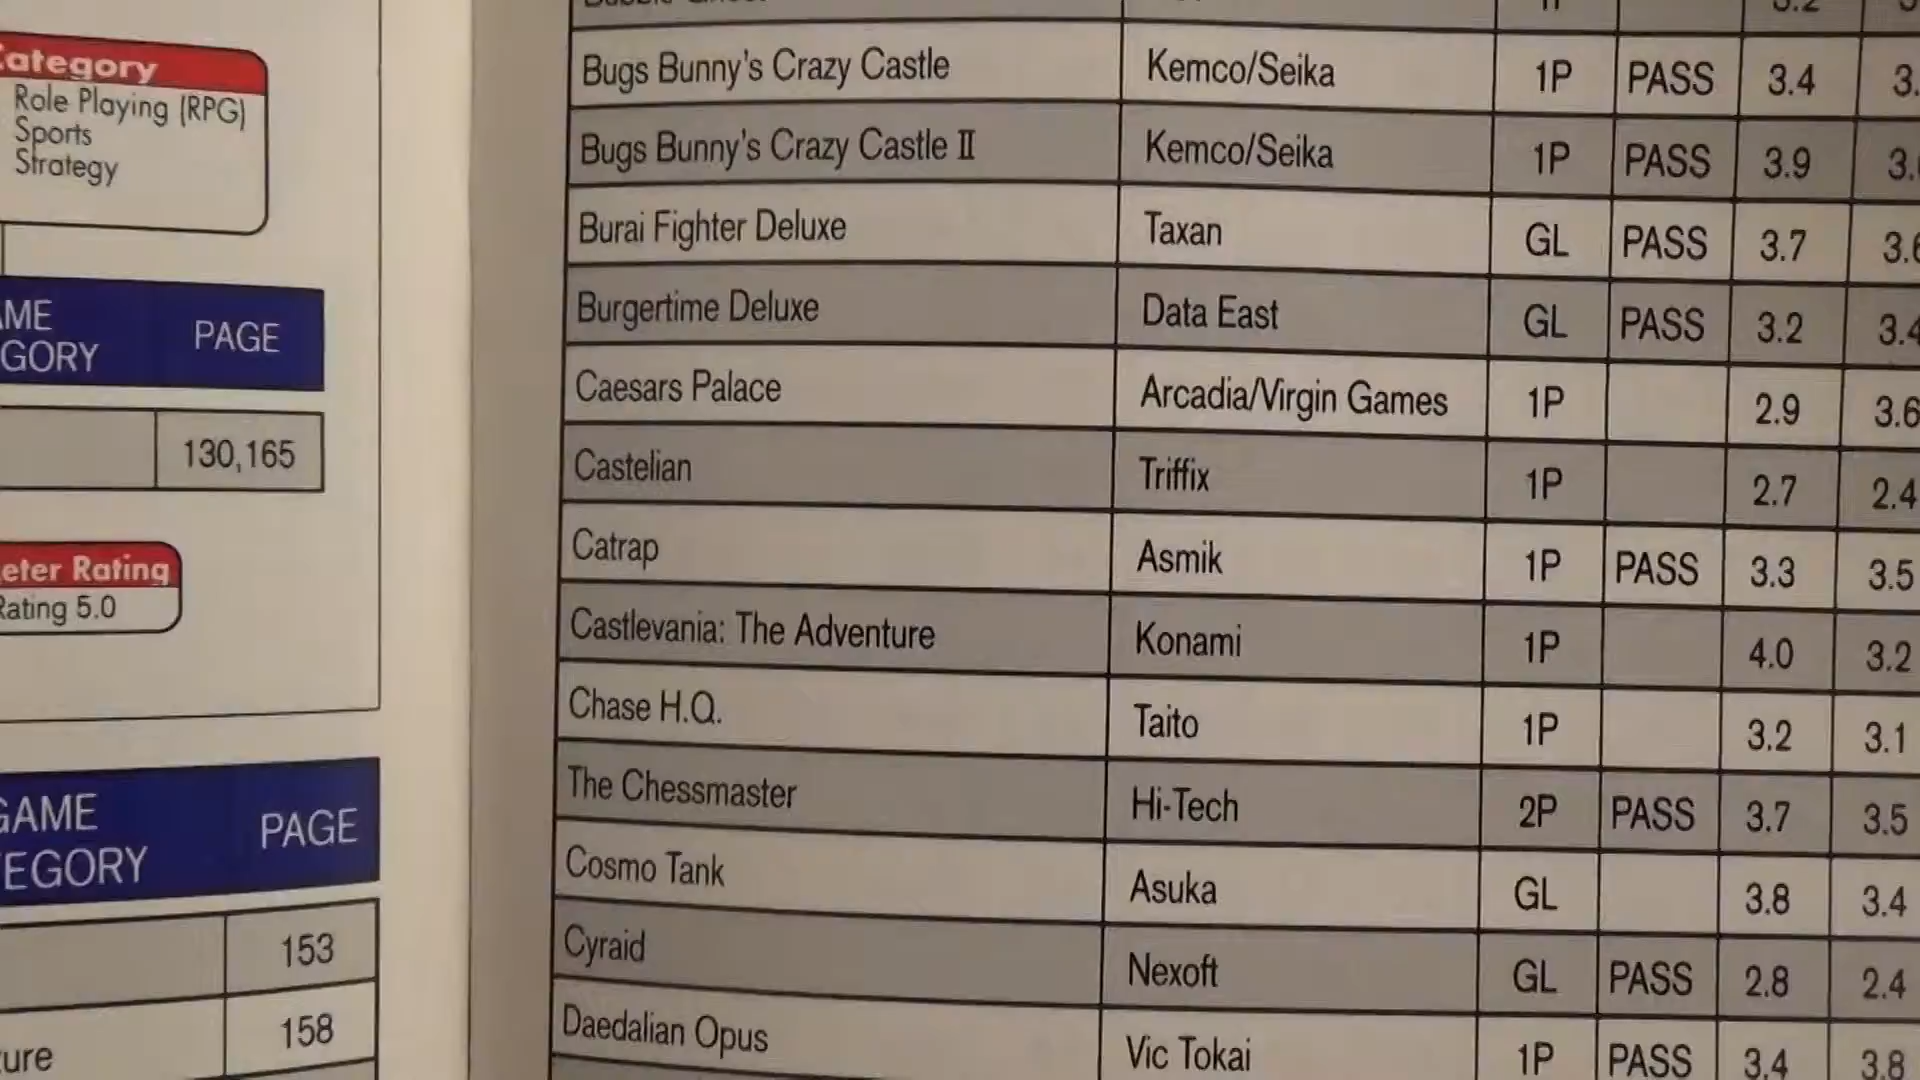 Category
Role Playing (RPG)
Sports
Strategy
PAGE
130,165
Rating
Rating 5.0
GAME
PAGE
153
158
Bugs Bunny's Crazy Castle Kemco/Seika 1P PASS 3.4
Bugs Bunny's Crazy Castle II Kemco/Seika 1P PASS 3.9
Burai Fighter Deluxe Taxan GL PASS 3.7 3.6
Burgertime Deluxe Data East GL PASS 3.2 3.4
Caesars Palace Arcadia/Virgin Games 1P 2.9 3.6
Castelian Triffix 1P 2.7 2.4
Catrap Asmik 1P PASS 3.3 3.5
Castlevania: The Adventure Konami 1P 4.0 3.2
Chase H.Q. Taito 1P 3.2 3.1
The Chessmaster Hi-Tech 2P PASS 3.7 3.5
Cosmo Tank Asuka GL 3.8 3.4
Cyraid Nexoft GL PASS 2.8 2.4
Daedalian Opus Vic Tokai 1P PASS 3.4 3.8